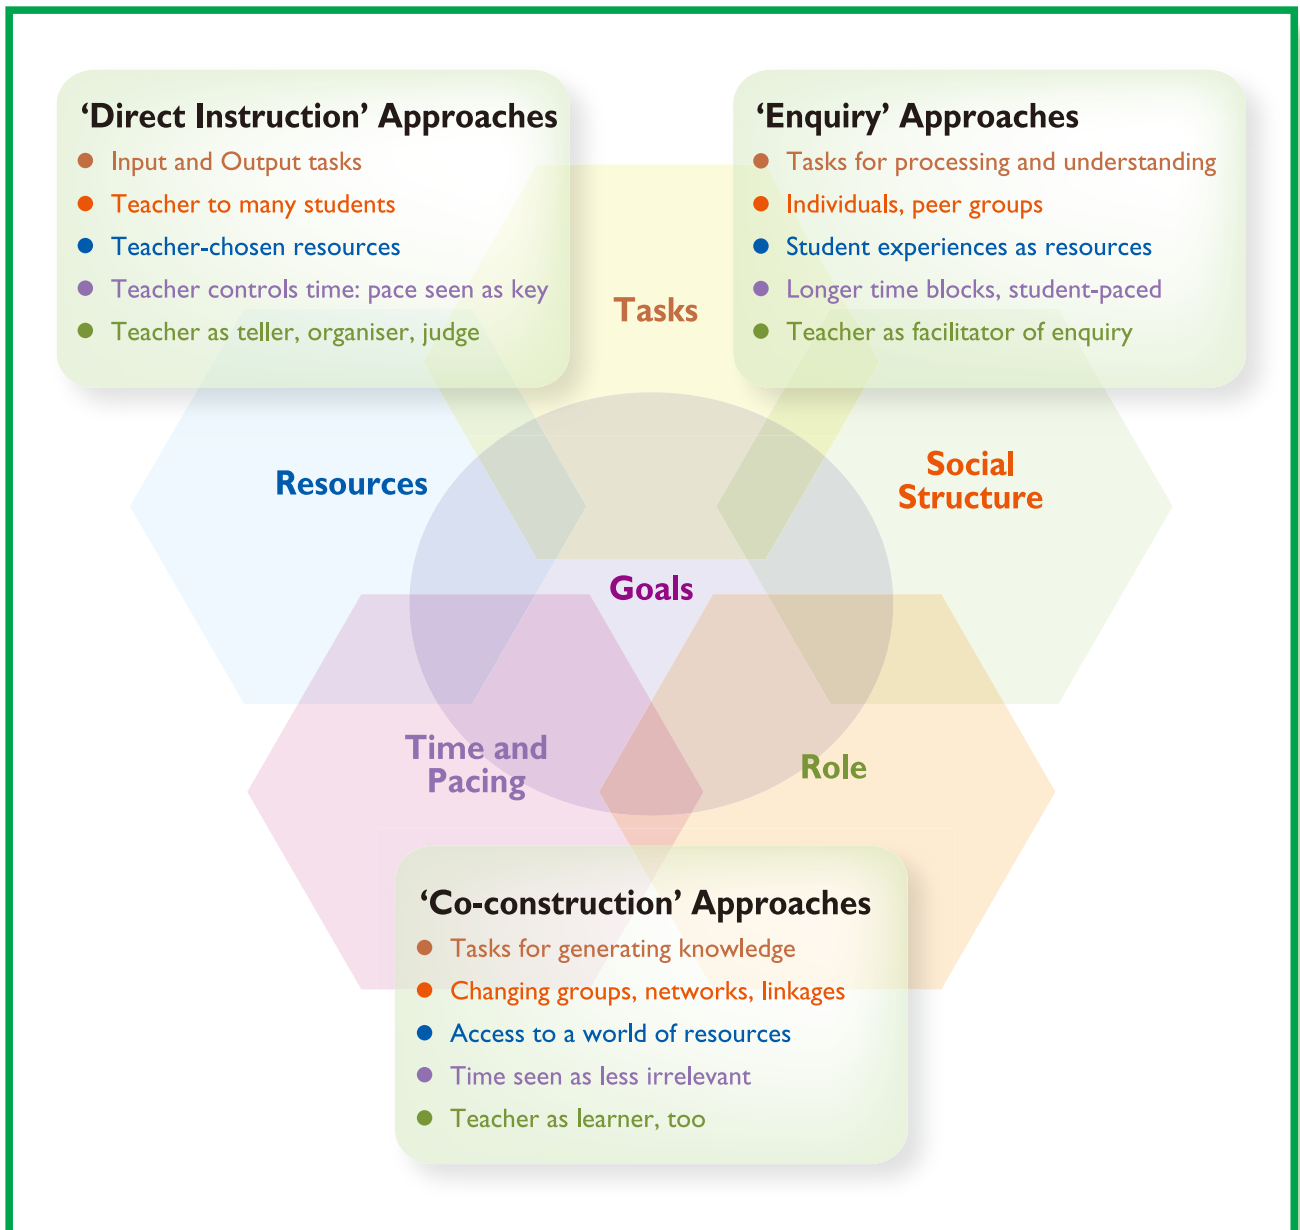 ‘Direct Instruction’ Approaches
Input and Output tasks
Teacher to many students
Teacher-chosen resources
Teacher controls time: pace seen as key
Teacher as teller, organiser, judge
‘Enquiry’ Approaches
Tasks for processing and understanding
Individuals, peer groups
Student experiences as resources
Longer time blocks, student-paced
Teacher as facilitator of enquiry
Tasks
Resources
Social
Structure
Goals
Time and
Pacing
Role
‘Co-construction’ Approaches
Tasks for generating knowledge
Changing groups, networks, linkages
Access to a world of resources
Time seen as less irrelevant
Teacher as learner, too